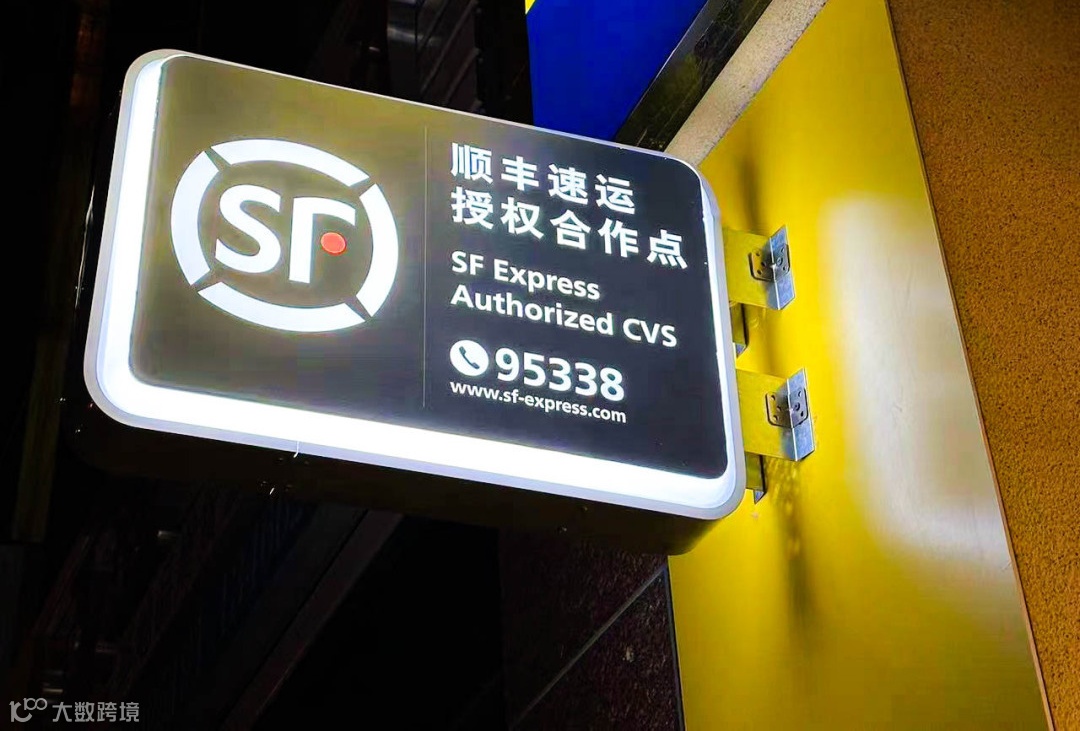 SF
顺丰速运
授权合作点
SF Express
Authorized CVS
95338
www.sf-express.com
大数跨境